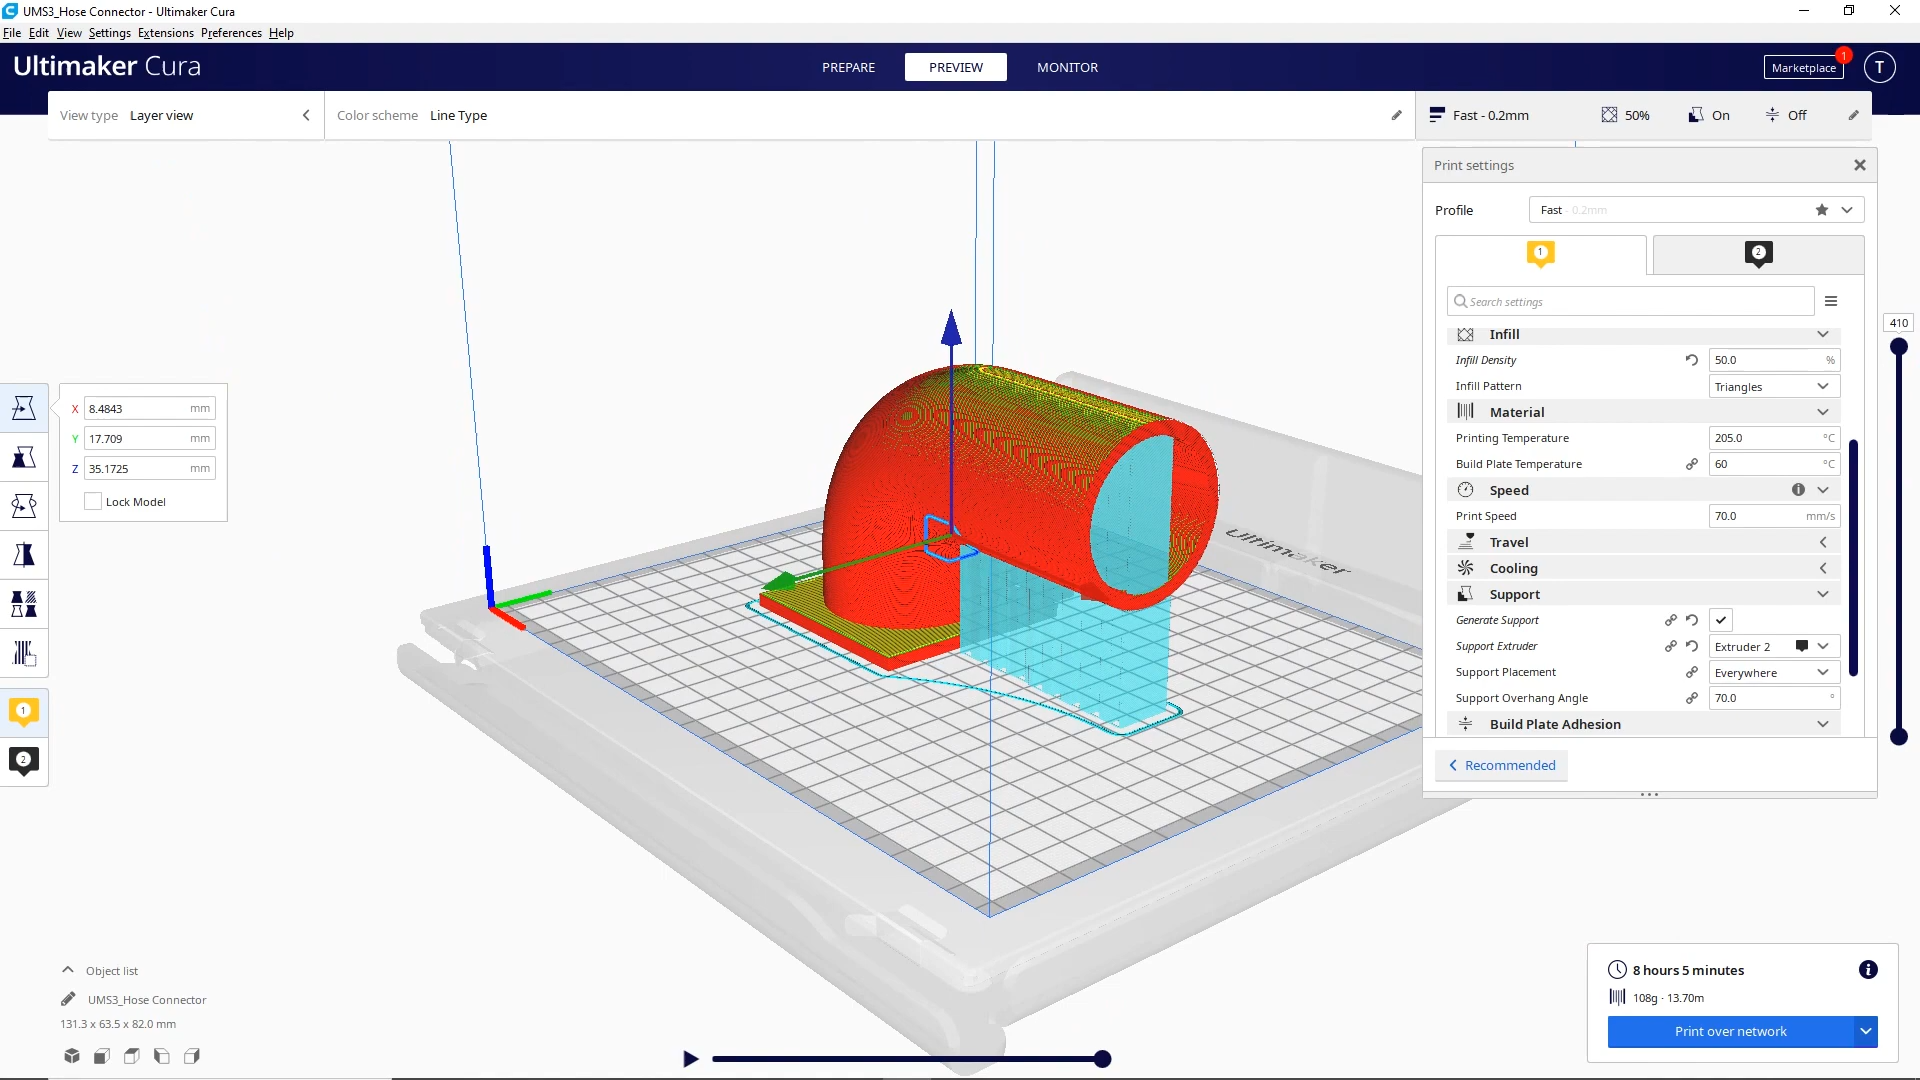 UMS3_Hose Connector - Ultimaker Cura
File Edit View Settings Extensions Preferences Help
Ultimaker Cura
PREPARE
PREVIEW
MONITOR
Marketplace
1
T
View type Layer view
Color scheme Line Type
Fast - 0.2mm
50%
On
Off
Print settings
Profile
Fast - 0.2mm
1
2
Search settings
Infill
Infill Density 50.0 %
Infill Pattern Triangles
Material
Printing Temperature 205.0 °C
Build Plate Temperature 60 °C
Speed
Print Speed 70.0 mm/s
Travel
Cooling
Support
Generate Support
Support Extruder Extruder 2
Support Placement Everywhere
Support Overhang Angle 70.0 °
Build Plate Adhesion
Recommended
410
X 8.4843 mm
Y 17.709 mm
Z 35.1725 mm
Lock Model
1
2
Ultimaker
Object list
UMS3_Hose Connector
131.3 x 63.5 x 82.0 mm
8 hours 5 minutes
108g · 13.70m
Print over network